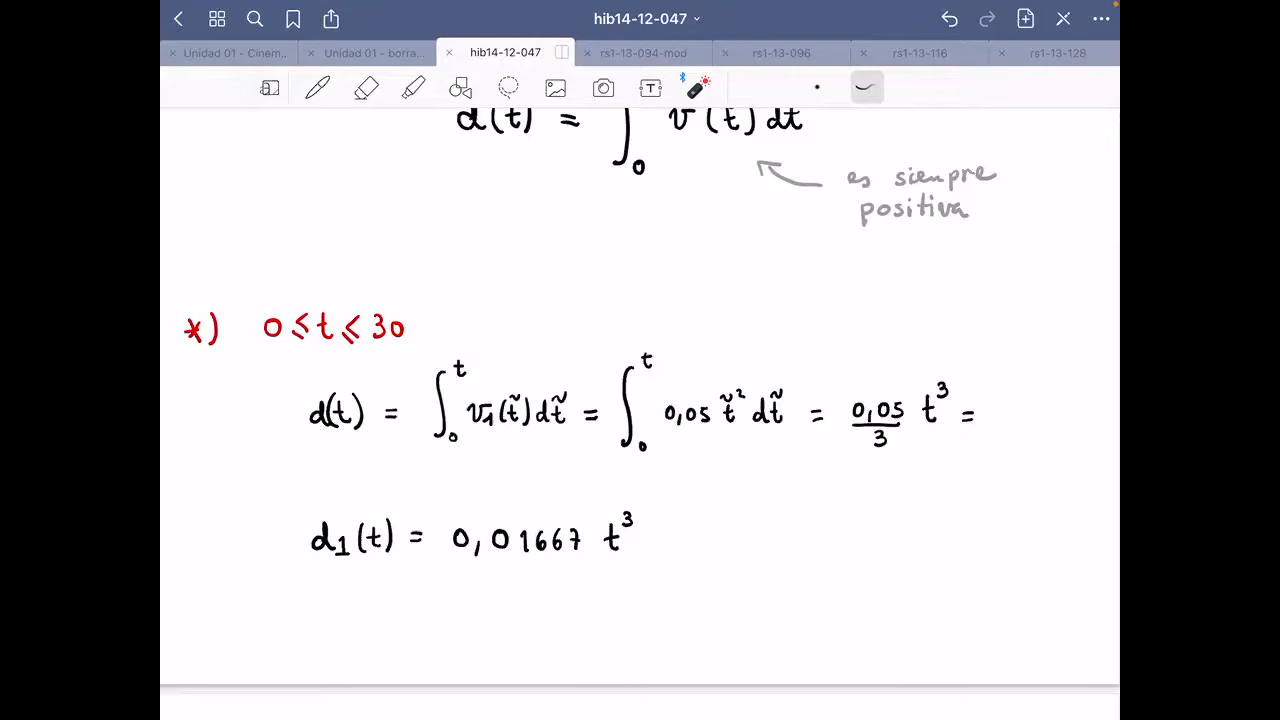 hib14-12-047
Unidad 01 - Cinem...
Unidad 01 - borra...
hib14-12-047
rs1-13-094-mod
rs1-13-096
rs1-13-116
rs1-13-128
d(t) = ∫₀ v(t) dt
es siempre
positiva
*) 0 ≤ t ≤ 30
d(t) = ∫₀ᵗ v₁(t̃) dt̃ = ∫₀ᵗ 0,05 t̃² dt̃ = 0,05/3 t³ =
d₁(t) = 0,01667 t³